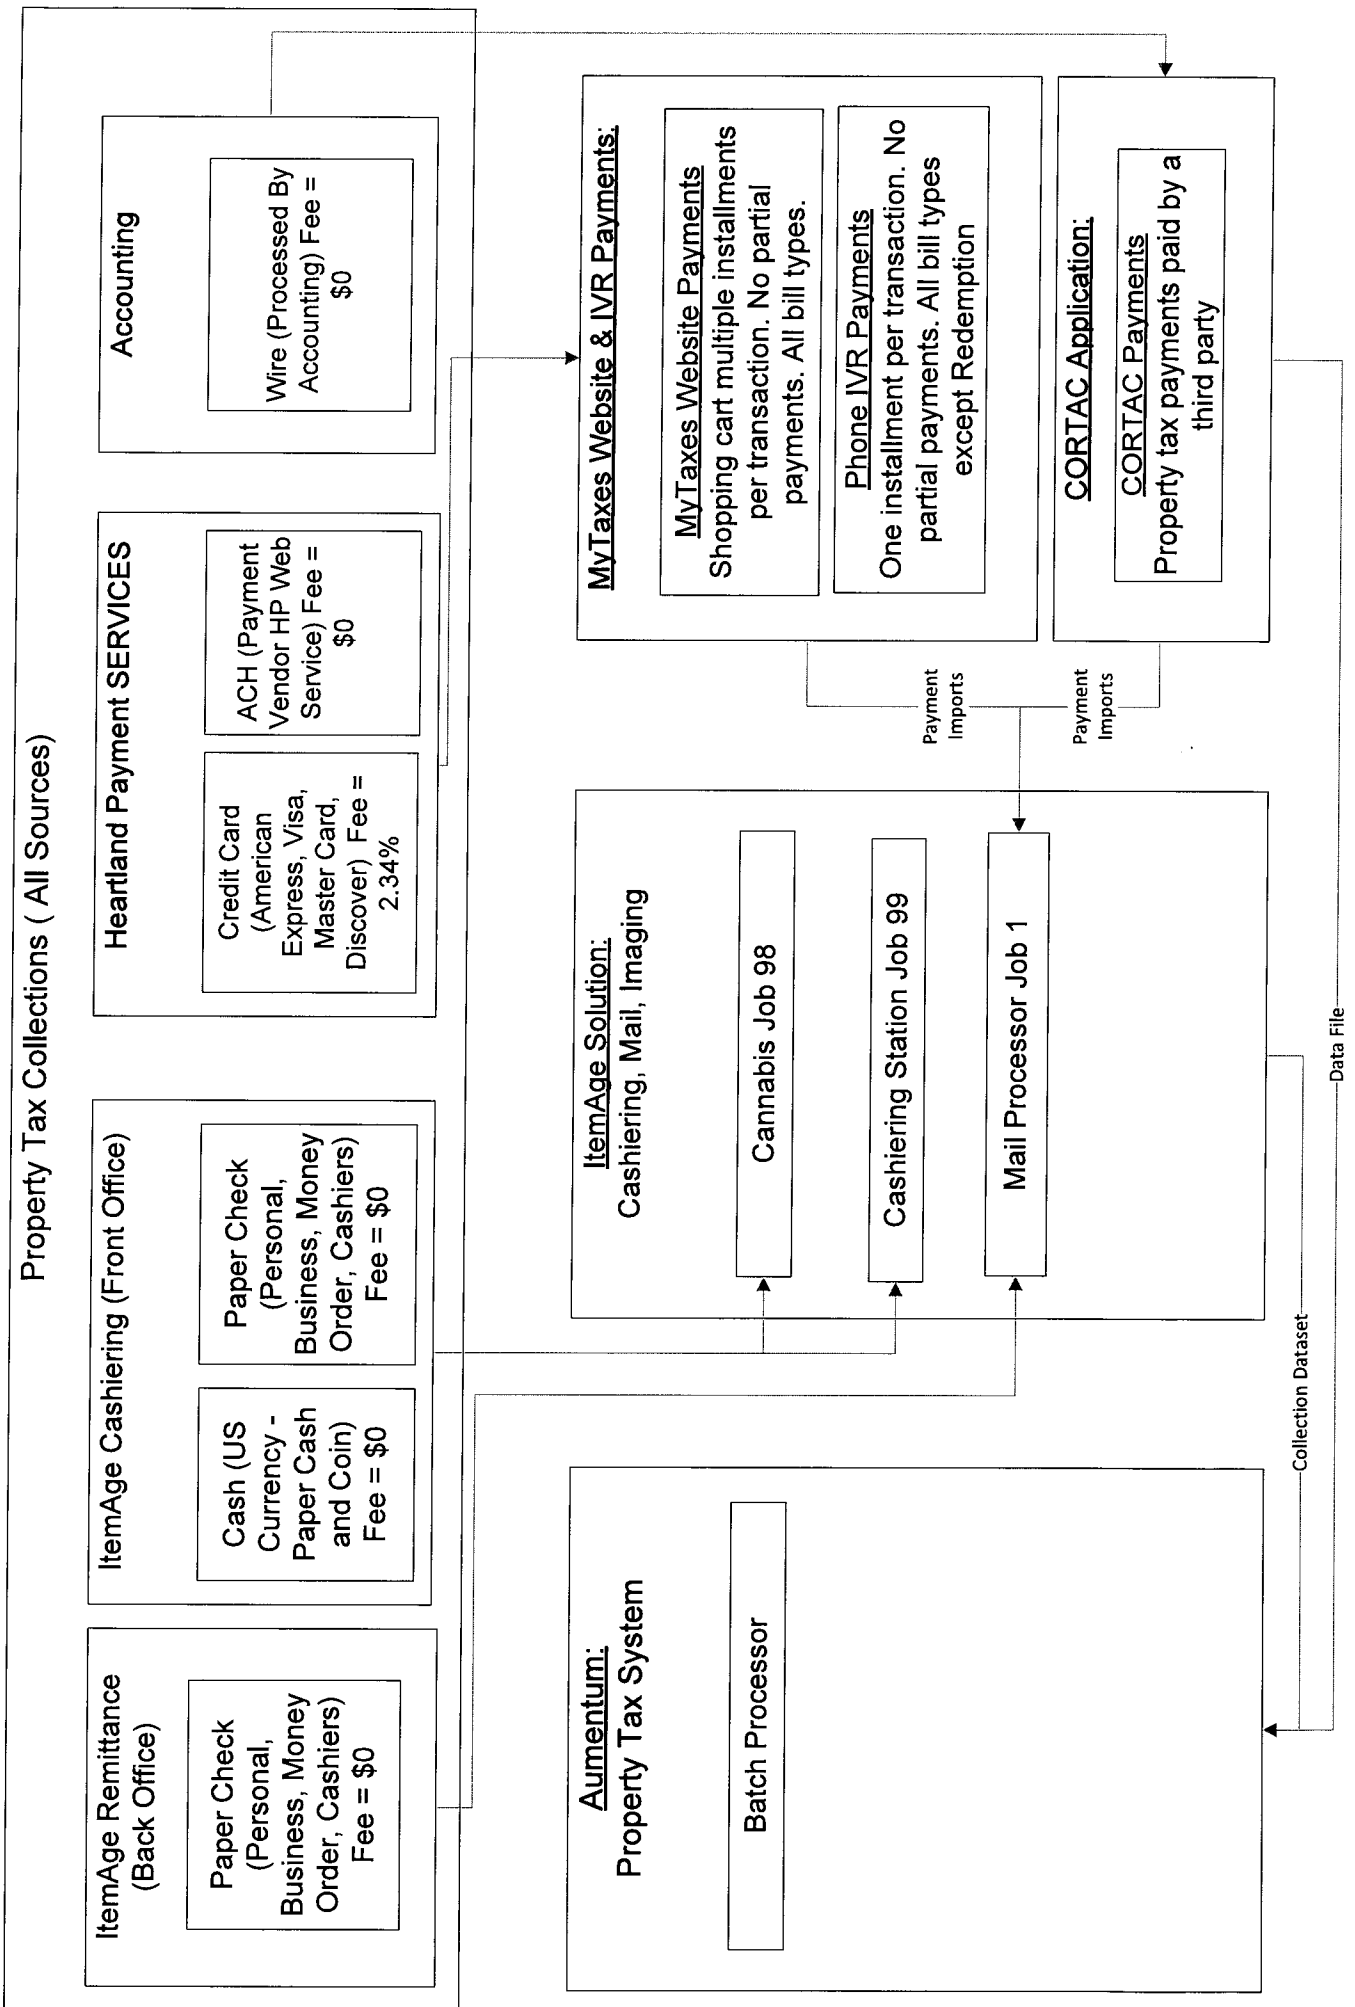 Property Tax Collections ( All Sources)
ItemAge Remittance
(Back Office)
Paper Check
(Personal,
Business, Money
Order, Cashiers)
Fee = $0
ItemAge Cashiering (Front Office)
Cash (US
Currency -
Paper Cash
and Coin)
Fee = $0
Paper Check
(Personal,
Business, Money
Order, Cashiers)
Fee = $0
Heartland Payment SERVICES
Credit Card
(American
Express, Visa,
Master Card,
Discover) Fee =
2.34%
ACH (Payment
Vendor HP Web
Service) Fee =
$0
Accounting
Wire (Processed By
Accounting) Fee =
$0
Aumentum:
Property Tax System
Batch Processor
ItemAge Solution:
Cashiering, Mail, Imaging
Cannabis Job 98
Cashiering Station Job 99
Mail Processor Job 1
Payment
Imports
Payment
Imports
MyTaxes Website & IVR Payments:
MyTaxes Website Payments
Shopping cart multiple installments
per transaction. No partial
payments. All bill types.
Phone IVR Payments
One installment per transaction. No
partial payments. All bill types
except Redemption
CORTAC Application:
CORTAC Payments
Property tax payments paid by a
third party
Collection Dataset
Data File